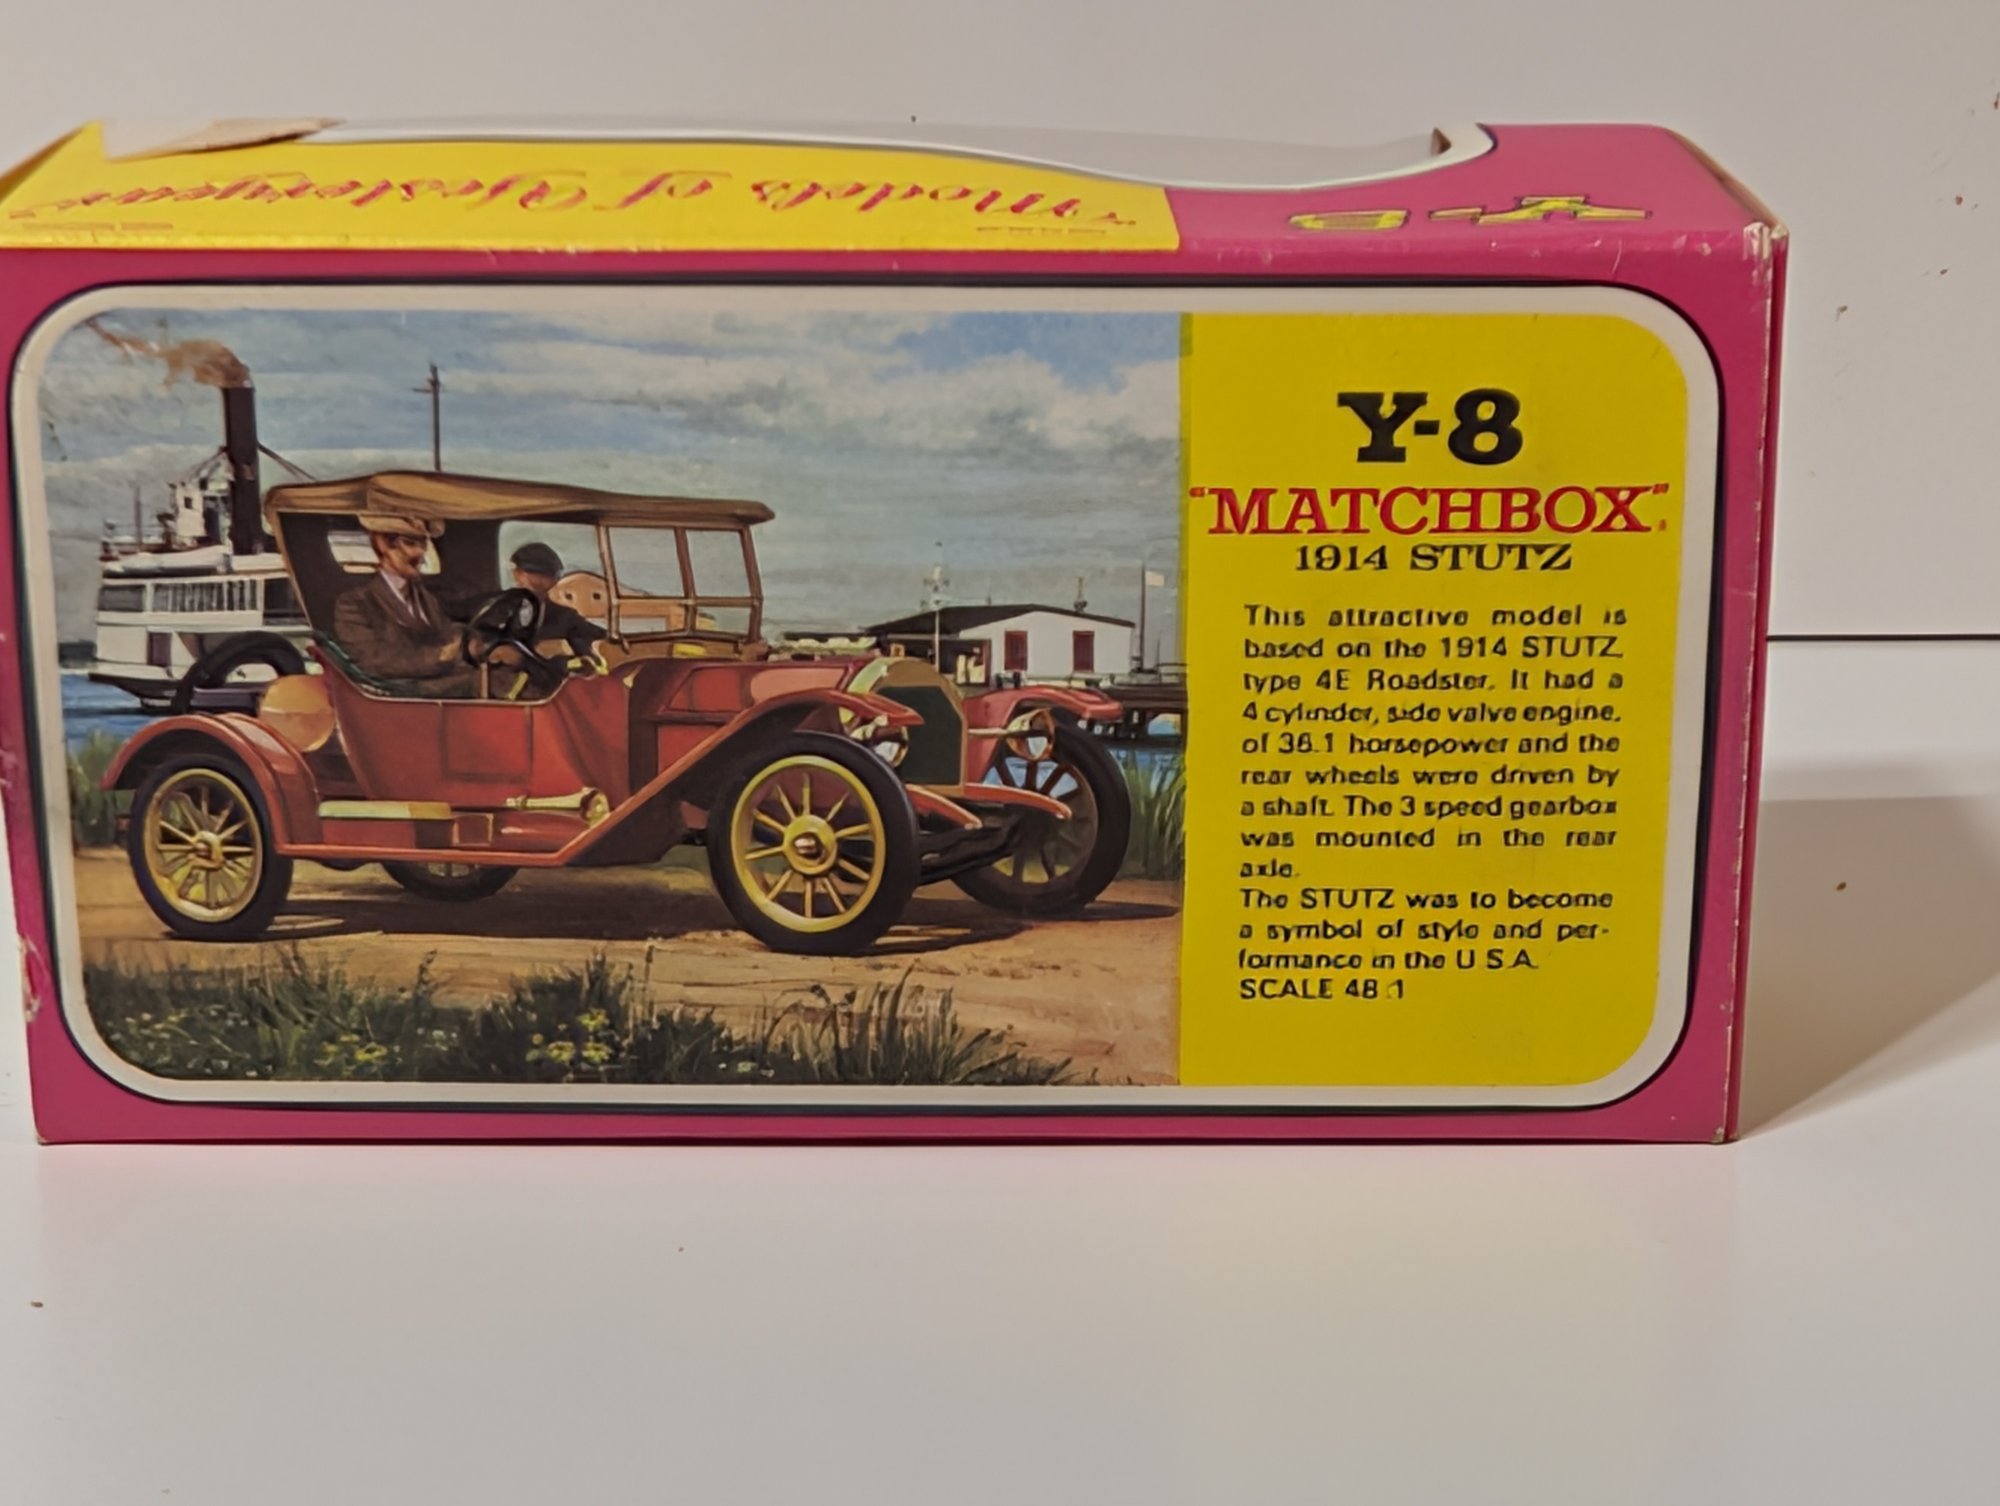 "Models of Yesteryear"
Y-8
"MATCHBOX"
1914 STUTZ
This attractive model is
based on the 1914 STUTZ,
type 4E Roadster. It had a
4 cylinder, side valve engine,
of 36.1 horsepower and the
rear wheels were driven by
a shaft. The 3 speed gearbox
was mounted in the rear
axle.
The STUTZ was to become
a symbol of style and per-
formance in the U S A.
SCALE 48:1